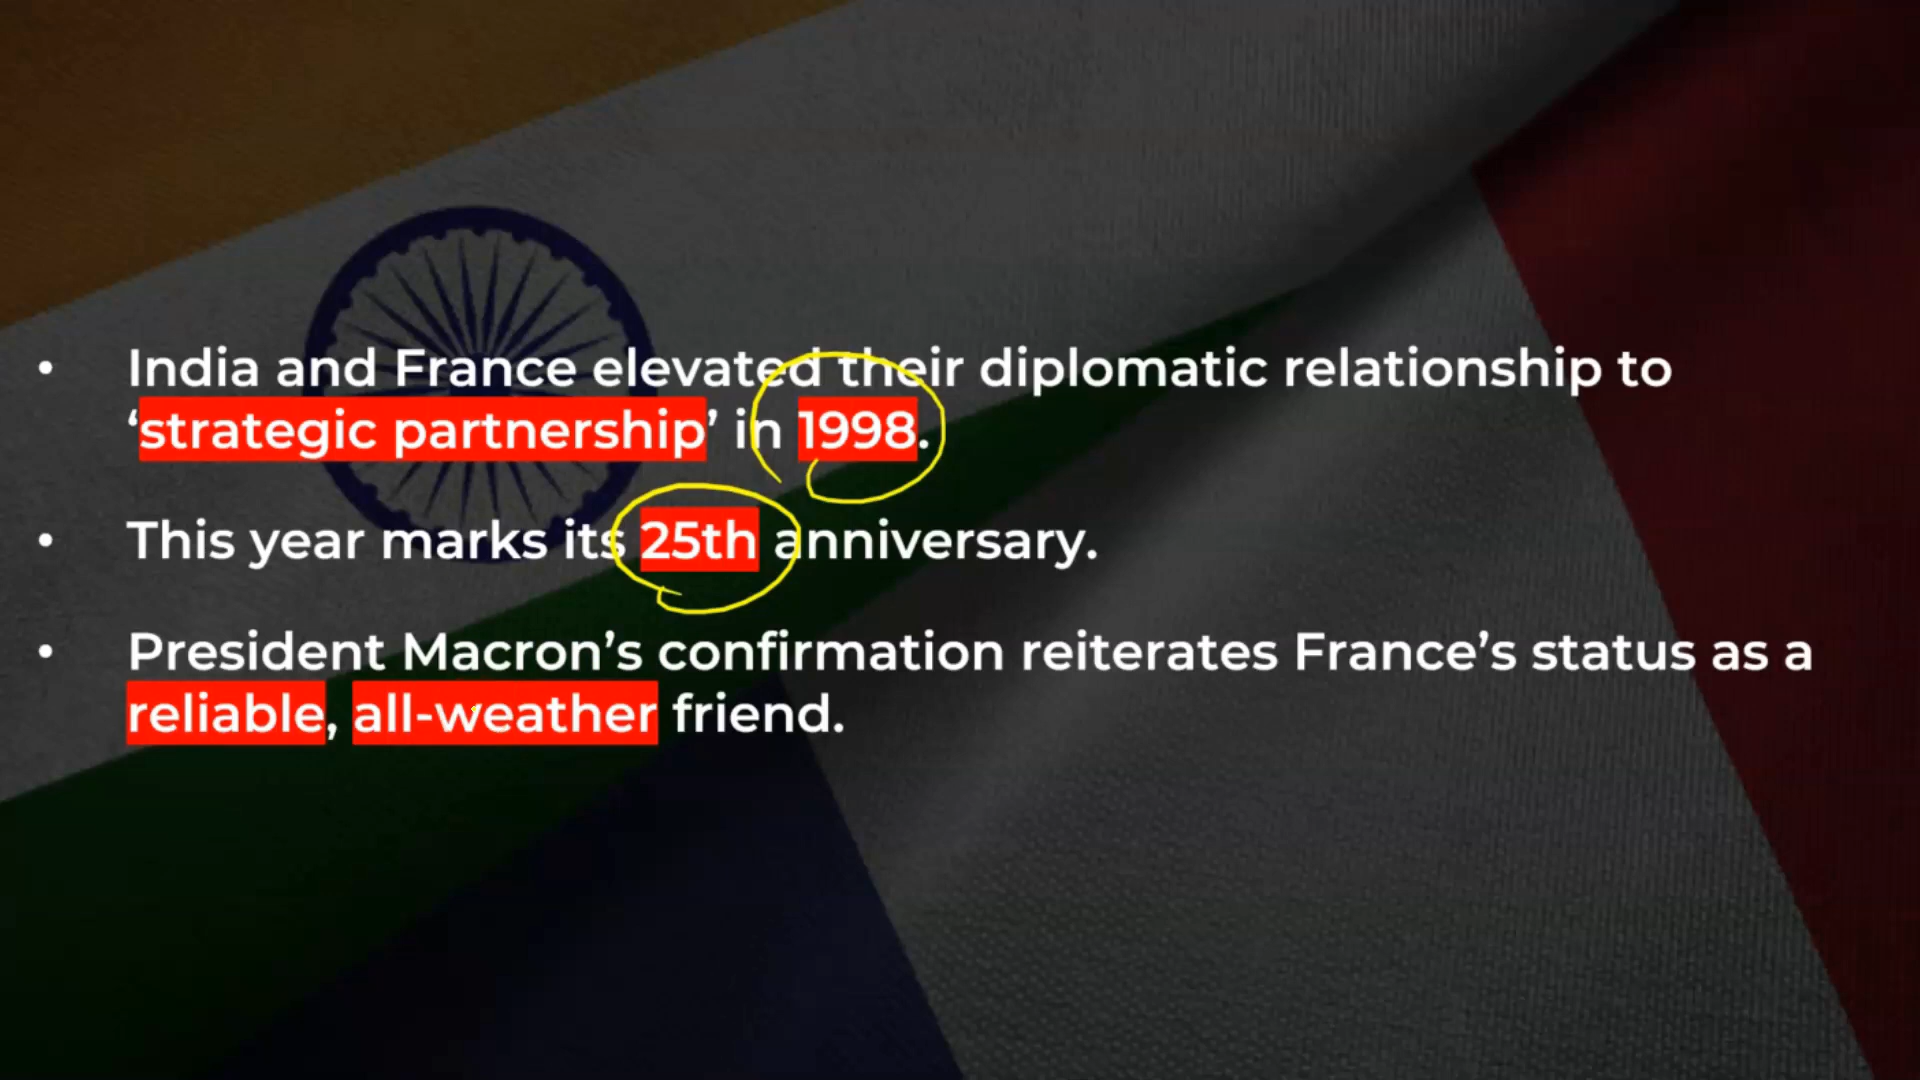 • India and France elevated their diplomatic relationship to
‘strategic partnership’ in 1998.
• This year marks its 25th anniversary.
• President Macron’s confirmation reiterates France’s status as a
reliable, all-weather friend.